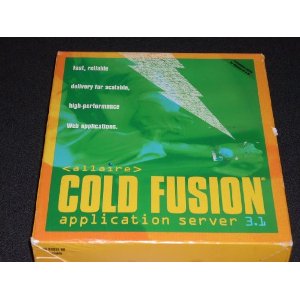 fast, reliable
delivery for scalable,
high-performance
Web applications.
<allaire>
COLD FUSION
application server 3.1